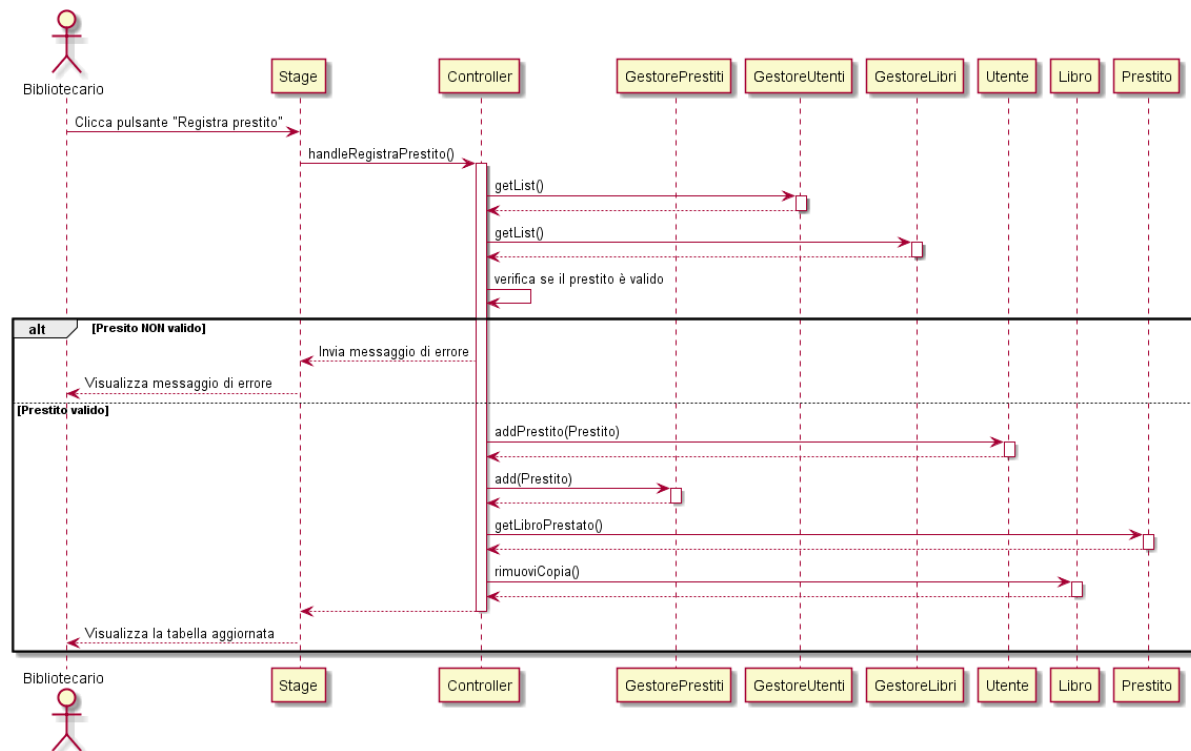 Bibliotecario
Stage
Controller
GestorePrestiti
GestoreUtenti
GestoreLibri
Utente
Libro
Prestito
Clicca pulsante "Registra prestito"
handleRegistraPrestito()
getList()
getList()
verifica se il prestito è valido
alt
[Presito NON valido]
Invia messaggio di errore
Visualizza messaggio di errore
[Prestito valido]
addPrestito(Prestito)
add(Prestito)
getLibroPrestato()
rimuoviCopia()
Visualizza la tabella aggiornata
Bibliotecario
Stage
Controller
GestorePrestiti
GestoreUtenti
GestoreLibri
Utente
Libro
Prestito